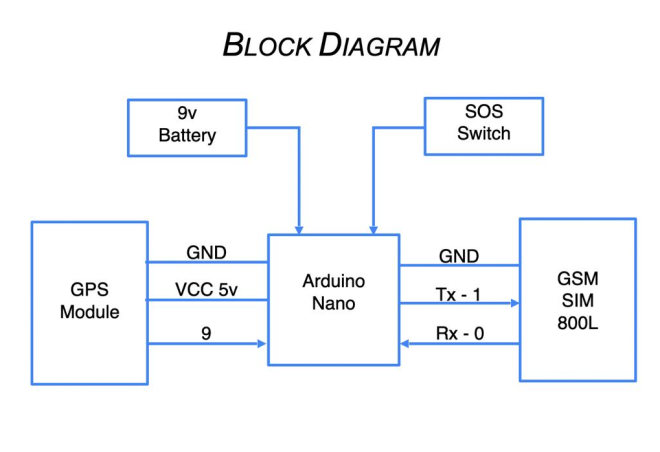 BLOCK DIAGRAM
9v
Battery
SOS
Switch
GPS
Module
GND
VCC 5v
9
Arduino
Nano
GND
Tx - 1
Rx - 0
GSM
SIM
800L